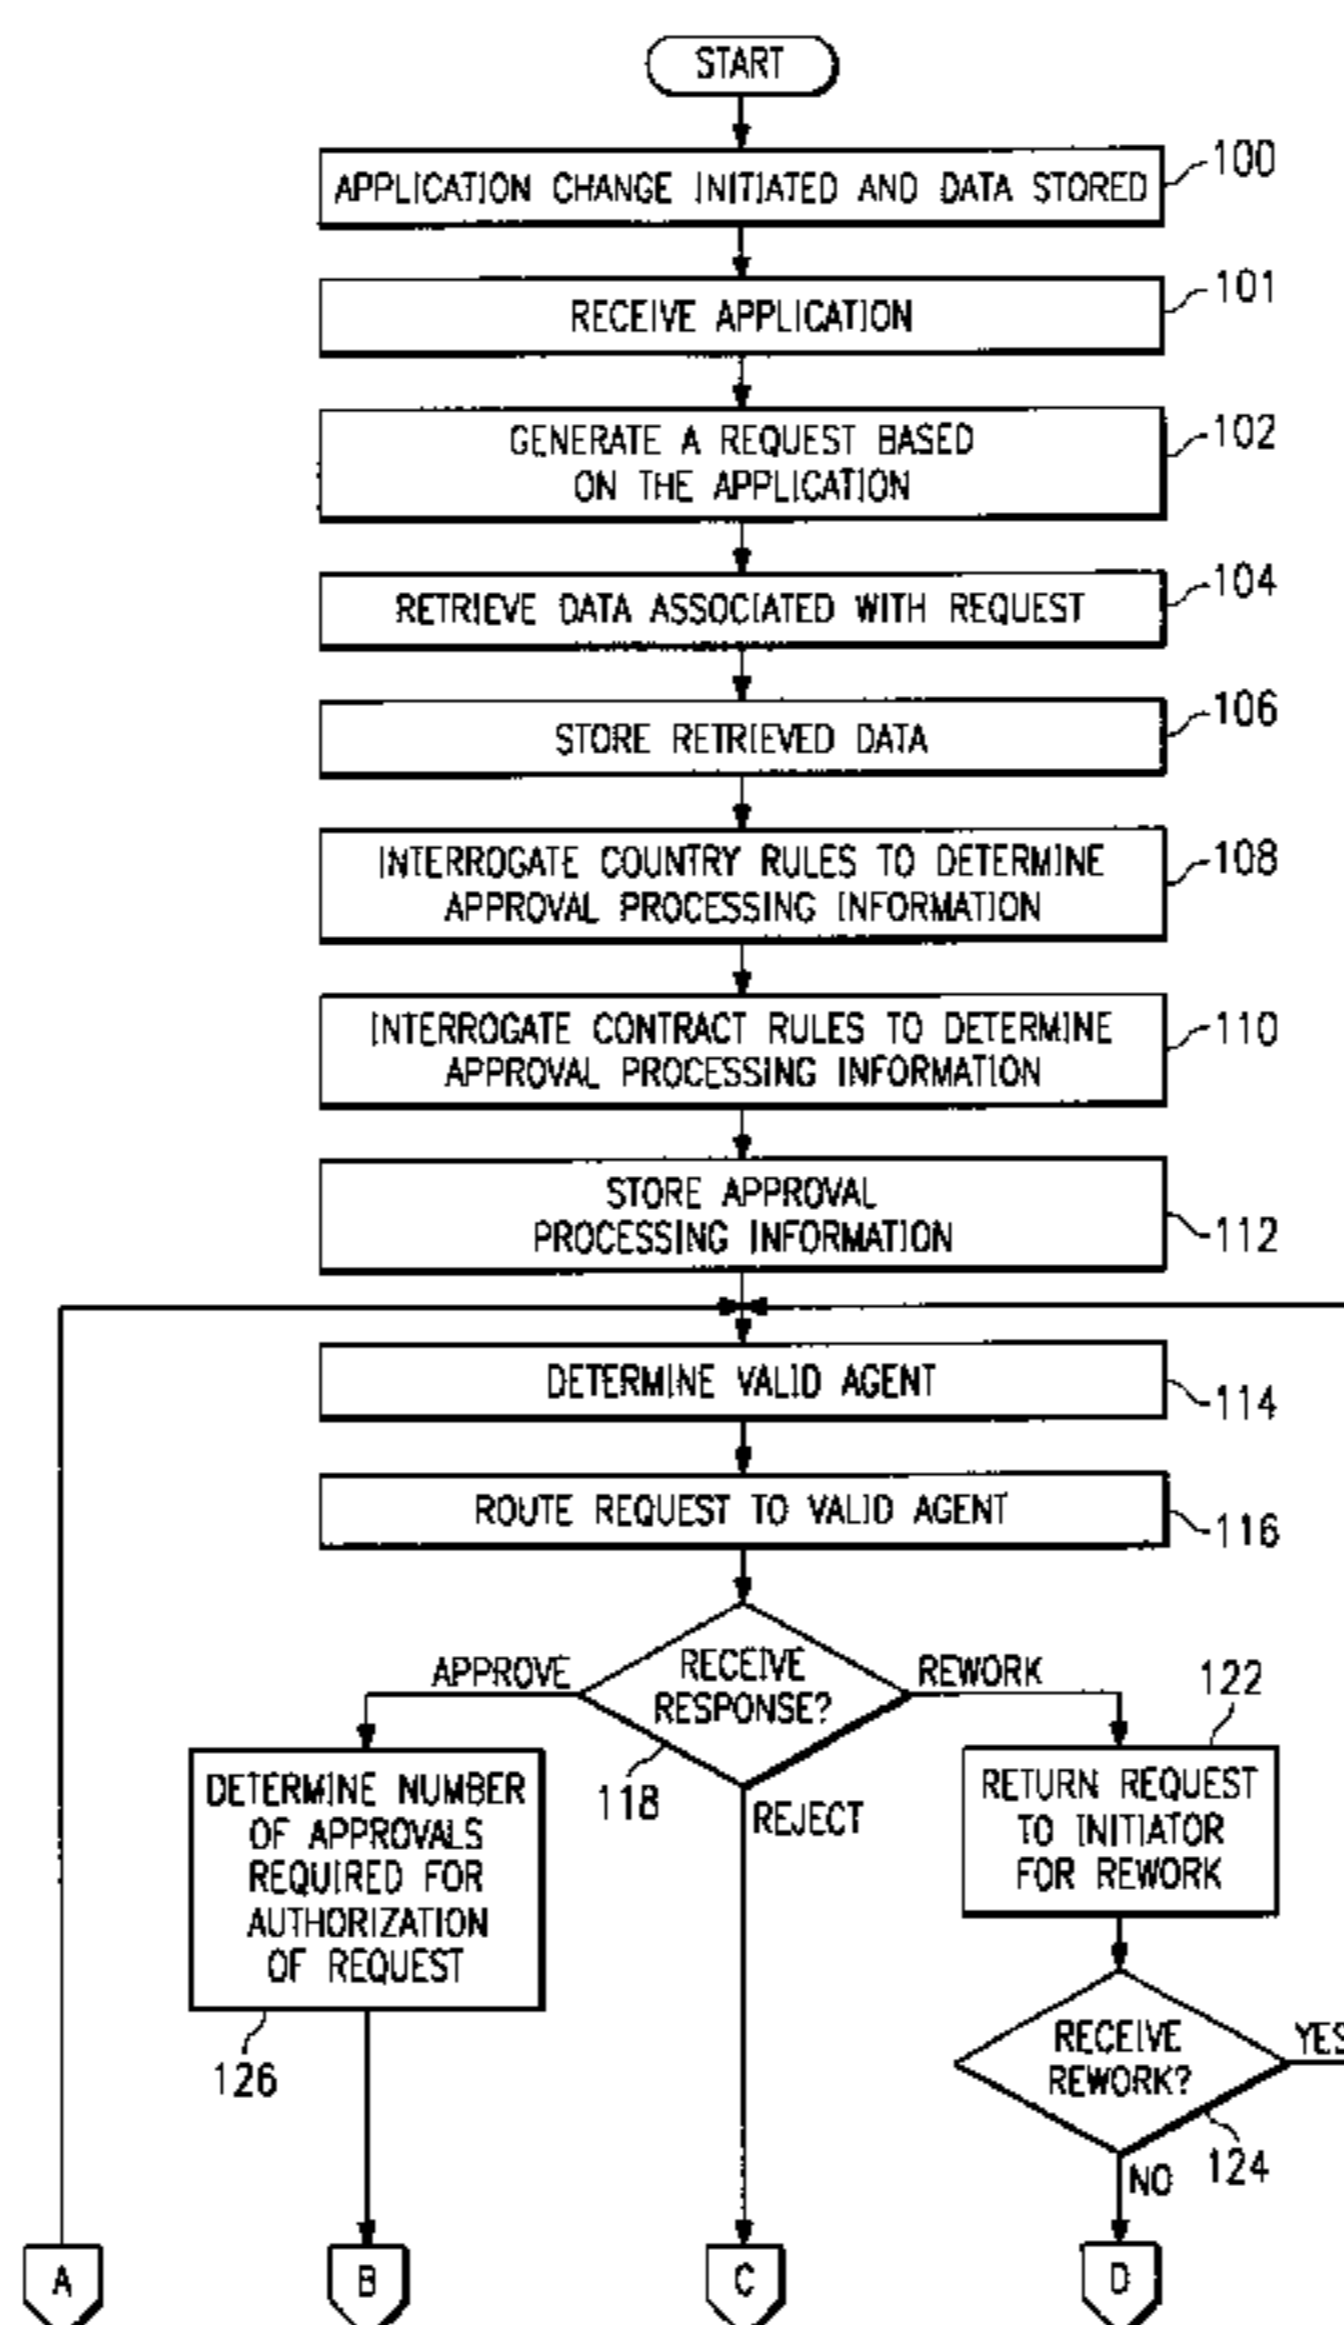 START
APPLICATION CHANGE INITIATED AND DATA STORED
100
RECEIVE APPLICATION
101
GENERATE A REQUEST BASED
ON THE APPLICATION
102
RETRIEVE DATA ASSOCIATED WITH REQUEST
104
STORE RETRIEVED DATA
106
INTERROGATE COUNTRY RULES TO DETERMINE
APPROVAL PROCESSING INFORMATION
108
INTERROGATE CONTRACT RULES TO DETERMINE
APPROVAL PROCESSING INFORMATION
110
STORE APPROVAL
PROCESSING INFORMATION
112
DETERMINE VALID AGENT
114
ROUTE REQUEST TO VALID AGENT
116
APPROVE
RECEIVE
RESPONSE?
REWORK
118
REJECT
122
DETERMINE NUMBER
OF APPROVALS
REQUIRED FOR
AUTHORIZATION
OF REQUEST
126
RETURN REQUEST
TO INITIATOR
FOR REWORK
RECEIVE
REWORK?
YES
124
NO
A
B
C
D